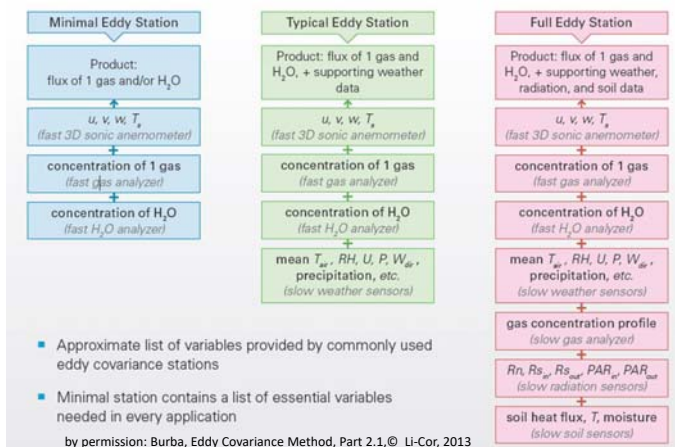 Minimal Eddy Station
Product:
flux of 1 gas and/or H₂O
u, v, w, Tₛ
(fast 3D sonic anemometer)
+
concentration of 1 gas
(fast gas analyzer)
+
concentration of H₂O
(fast H₂O analyzer)
Typical Eddy Station
Product: flux of 1 gas and
H₂O, + supporting weather
data
u, v, w, Tₛ
(fast 3D sonic anemometer)
+
concentration of 1 gas
(fast gas analyzer)
+
concentration of H₂O
(fast H₂O analyzer)
+
mean T_air, RH, U, P, W_dir,
precipitation, etc.
(slow weather sensors)
Full Eddy Station
Product: flux of 1 gas and
H₂O, + supporting weather,
radiation, and soil data
u, v, w, Tₛ
(fast 3D sonic anemometer)
+
concentration of 1 gas
(fast gas analyzer)
+
concentration of H₂O
(fast H₂O analyzer)
+
mean T_air, RH, U, P, W_dir,
precipitation, etc.
(slow weather sensors)
+
gas concentration profile
(slow gas analyzer)
+
Rn, Rs_in, Rs_out, PAR_in, PAR_out
(slow radiation sensors)
+
soil heat flux, T, moisture
(slow soil sensors)
▪ Approximate list of variables provided by commonly used
eddy covariance stations
▪ Minimal station contains a list of essential variables
needed in every application
by permission: Burba, Eddy Covariance Method, Part 2.1,© Li-Cor, 2013